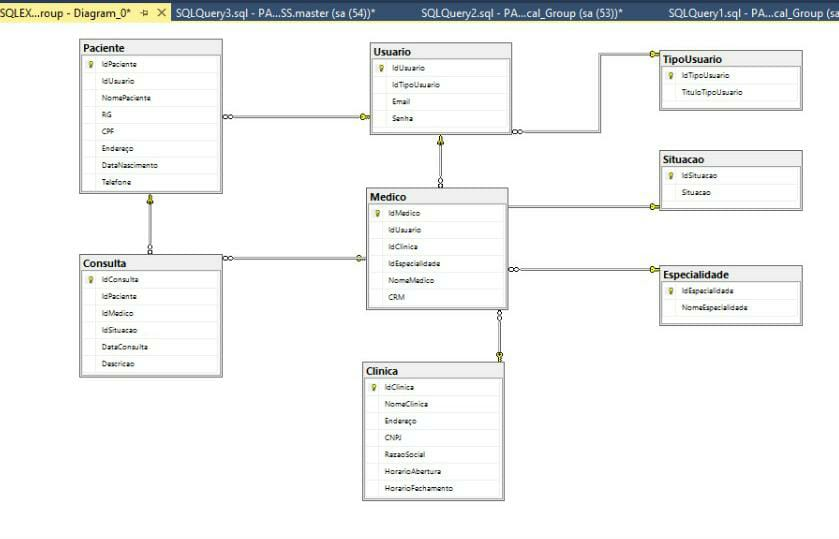 SQLEX...roup - Diagram_0* SQLQuery3.sql - PA...SS.master (sa (54))* SQLQuery2.sql - PA...cal_Group (sa (53))* SQLQuery1.sql - PA...cal_Group (sa
Paciente
IdPaciente
IdUsuario
NomePaciente
RG
CPF
Endereço
DataNascimento
Telefone
Usuario
IdUsuario
IdTipoUsuario
Email
Senha
TipoUsuario
IdTipoUsuario
TituloTipoUsuario
Situacao
IdSituacao
Situacao
Medico
IdMedico
IdUsuario
IdClinica
IdEspecialidade
NomeMedico
CRM
Consulta
IdConsulta
IdPaciente
IdMedico
IdSituacao
DataConsulta
Descricao
Especialidade
IdEspecialidade
NomeEspecialidade
Clinica
IdClinica
NomeClinica
Endereço
CNPJ
RazaoSocial
HorarioAbertura
HorarioFechamento